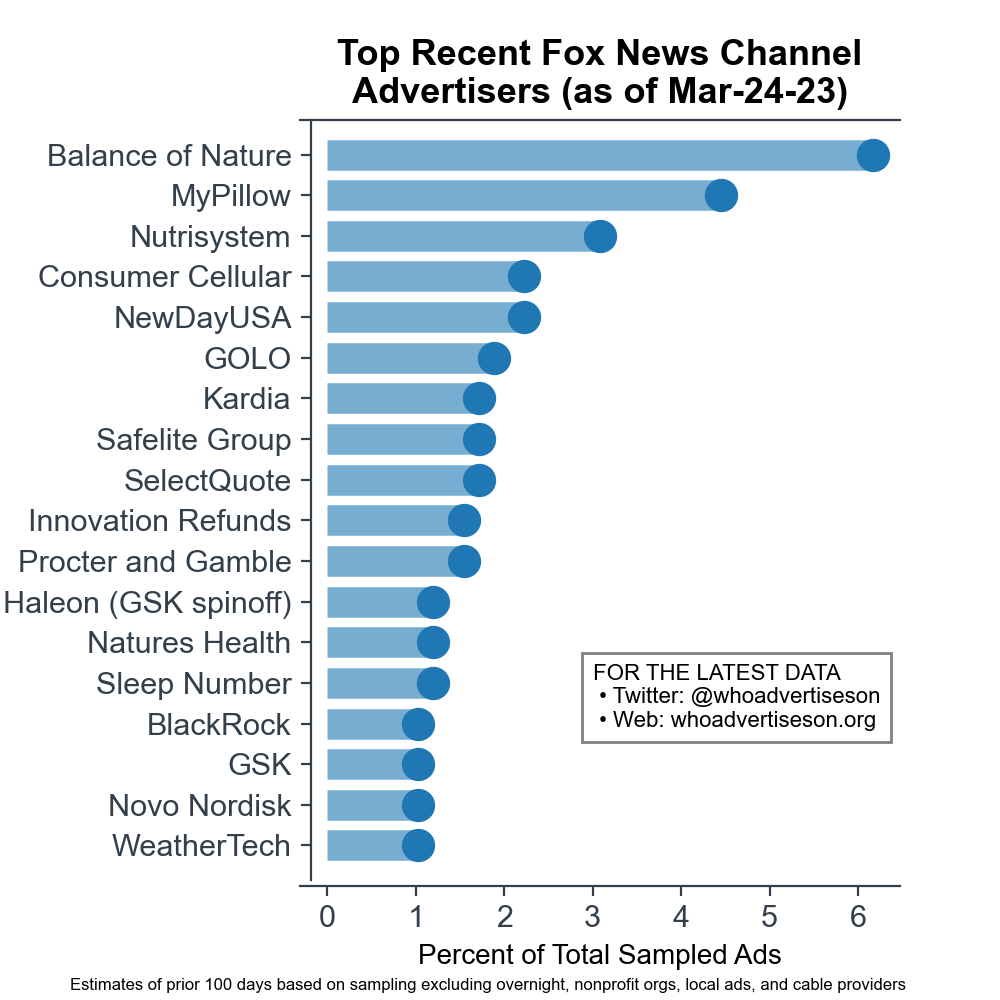 Top Recent Fox News Channel
Advertisers (as of Mar-24-23)
Balance of Nature
MyPillow
Nutrisystem
Consumer Cellular
NewDayUSA
GOLO
Kardia
Safelite Group
SelectQuote
Innovation Refunds
Procter and Gamble
Haleon (GSK spinoff)
Natures Health
Sleep Number
BlackRock
GSK
Novo Nordisk
WeatherTech
FOR THE LATEST DATA
• Twitter: @whoadvertiseson
• Web: whoadvertiseson.org
0 1 2 3 4 5 6
Percent of Total Sampled Ads
Estimates of prior 100 days based on sampling excluding overnight, nonprofit orgs, local ads, and cable providers